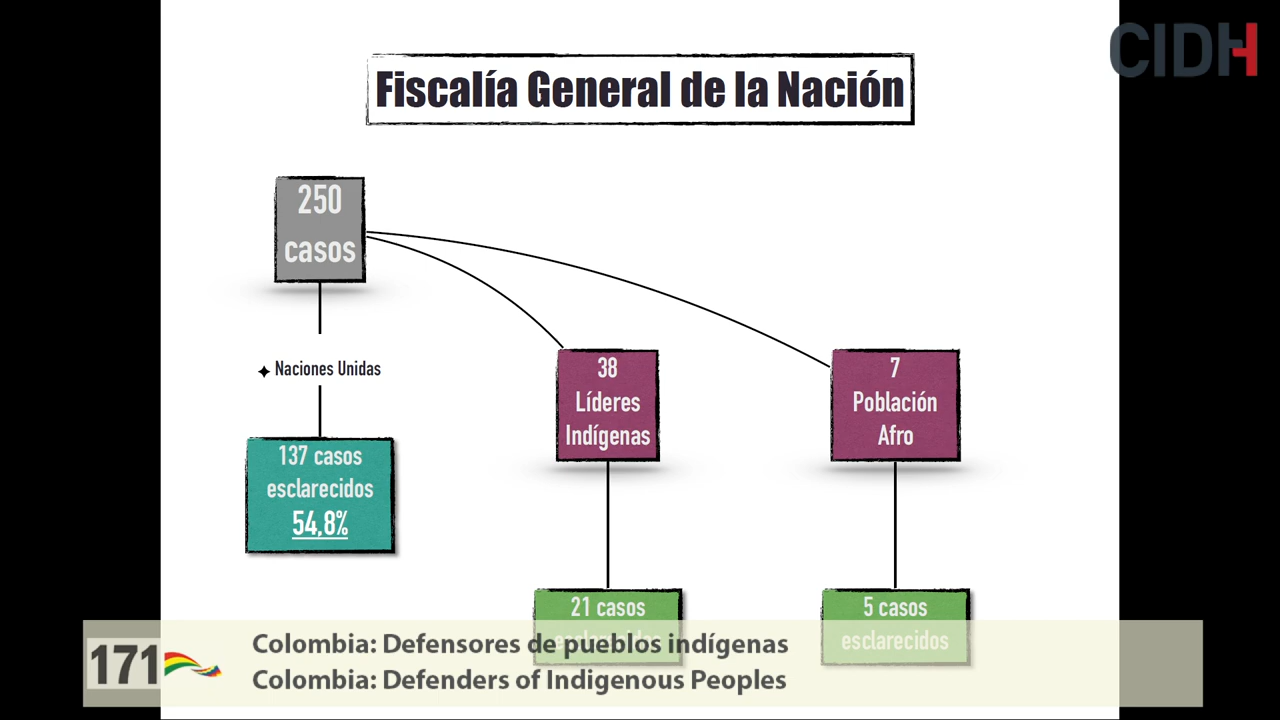 CIDH
Fiscalía General de la Nación
250
casos
Naciones Unidas
137 casos
esclarecidos
54,8%
38
Líderes
Indígenas
7
Población
Afro
21 casos
esclarecidos
5 casos
esclarecidos
171
Colombia: Defensores de pueblos indígenas
Colombia: Defenders of Indigenous Peoples